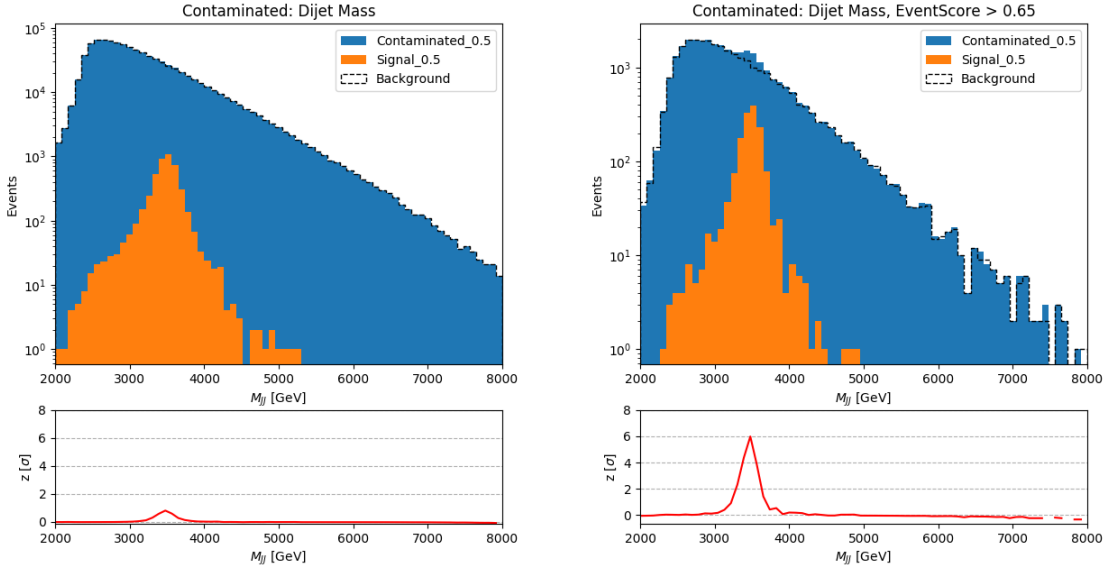 Contaminated: Dijet Mass
10^5
10^4
10^3
10^2
10^1
10^0
Events
Contaminated_0.5
Signal_0.5
Background
2000 3000 4000 5000 6000 7000 8000
M_JJ [GeV]
8
6
4
2
0
z [σ]
2000 3000 4000 5000 6000 7000 8000
M_JJ [GeV]
Contaminated: Dijet Mass, EventScore > 0.65
10^3
10^2
10^1
10^0
Events
Contaminated_0.5
Signal_0.5
Background
2000 3000 4000 5000 6000 7000 8000
M_JJ [GeV]
8
6
4
2
0
z [σ]
2000 3000 4000 5000 6000 7000 8000
M_JJ [GeV]